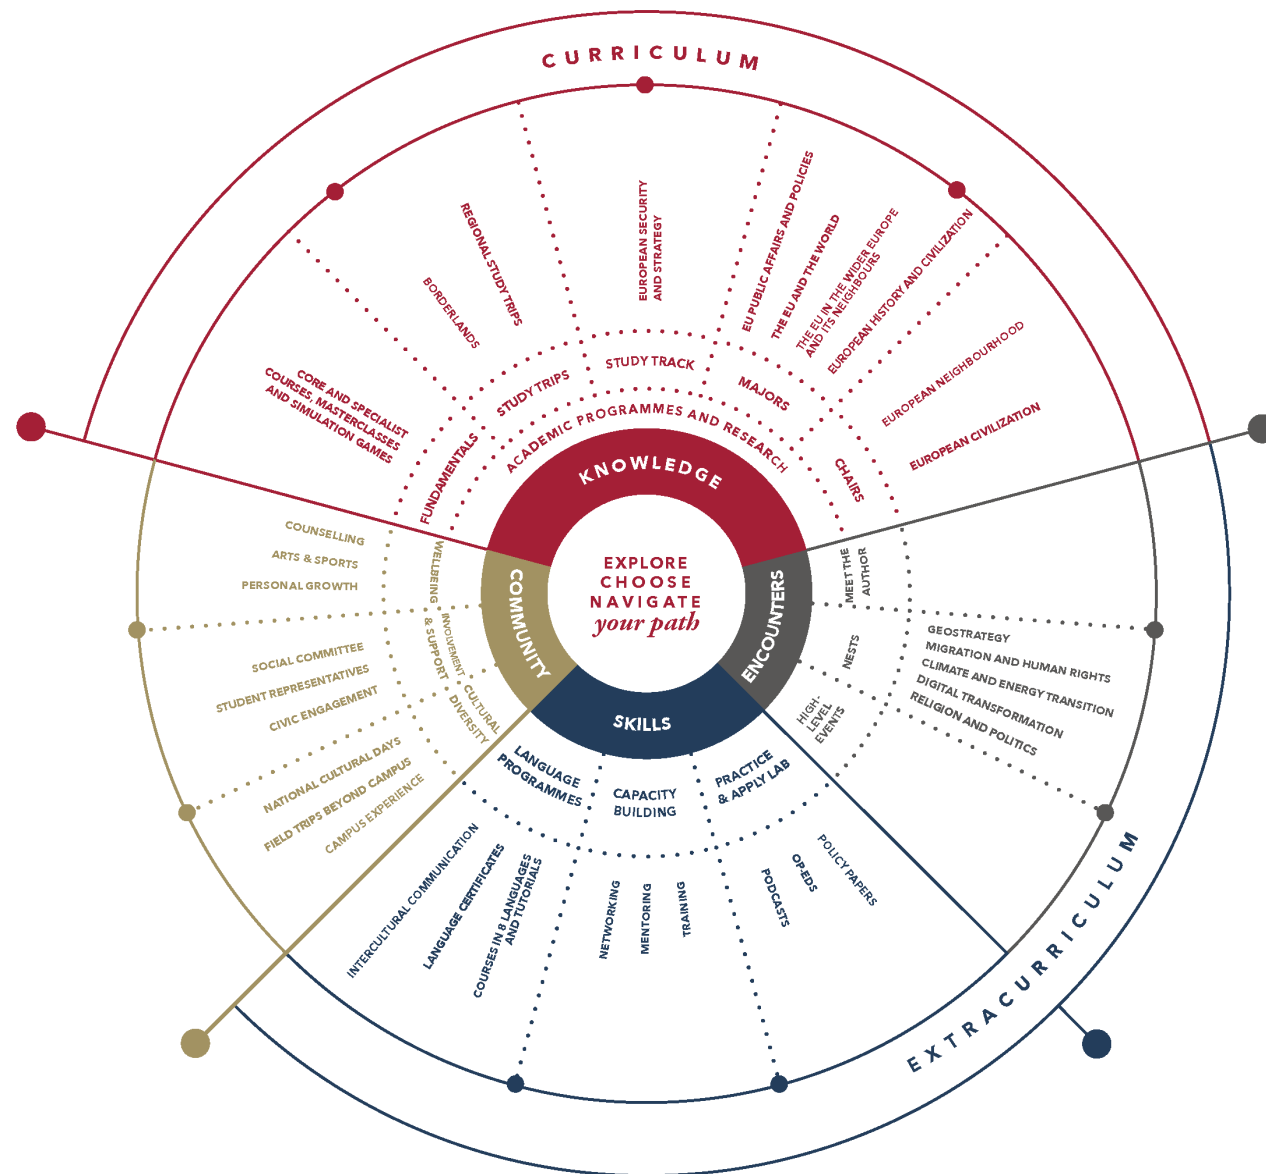 CURRICULUM
REGIONAL STUDY TRIPS
BORDERLANDS
EUROPEAN SECURITY
AND STRATEGY
EU PUBLIC AFFAIRS AND POLICIES
THE EU AND THE WORLD
THE EU IN THE WIDER EUROPE
AND ITS NEIGHBOURS
EUROPEAN HISTORY AND CIVILIZATION
EUROPEAN NEIGHBOURHOOD
EUROPEAN CIVILIZATION
CORE AND SPECIALIST
COURSES, MASTERCLASSES
AND SIMULATION GAMES
FUNDAMENTALS
STUDY TRIPS
STUDY TRACK
MAJORS
CHAIRS
ACADEMIC PROGRAMMES AND RESEARCH
KNOWLEDGE
EXPLORE
CHOOSE
NAVIGATE
your path
COMMUNITY
ENCOUNTERS
SKILLS
WELLBEING
COUNSELLING
ARTS & SPORTS
PERSONAL GROWTH
INVOLVEMENT
& SUPPORT
SOCIAL COMMITTEE
STUDENT REPRESENTATIVES
CIVIC ENGAGEMENT
CULTURAL
DIVERSITY
NATIONAL CULTURAL DAYS
FIELD TRIPS BEYOND CAMPUS
CAMPUS EXPERIENCE
MEET THE
AUTHOR
NESTS
GEOSTRATEGY
MIGRATION AND HUMAN RIGHTS
CLIMATE AND ENERGY TRANSITION
DIGITAL TRANSFORMATION
RELIGION AND POLITICS
HIGH-
LEVEL
EVENTS
LANGUAGE
PROGRAMMES
INTERCULTURAL COMMUNICATION
LANGUAGE CERTIFICATES
COURSES IN 8 LANGUAGES
AND TUTORIALS
CAPACITY
BUILDING
NETWORKING
MENTORING
TRAINING
PRACTICE
& APPLY LAB
PODCASTS
OP-EDS
POLICY PAPERS
EXTRACURRICULUM